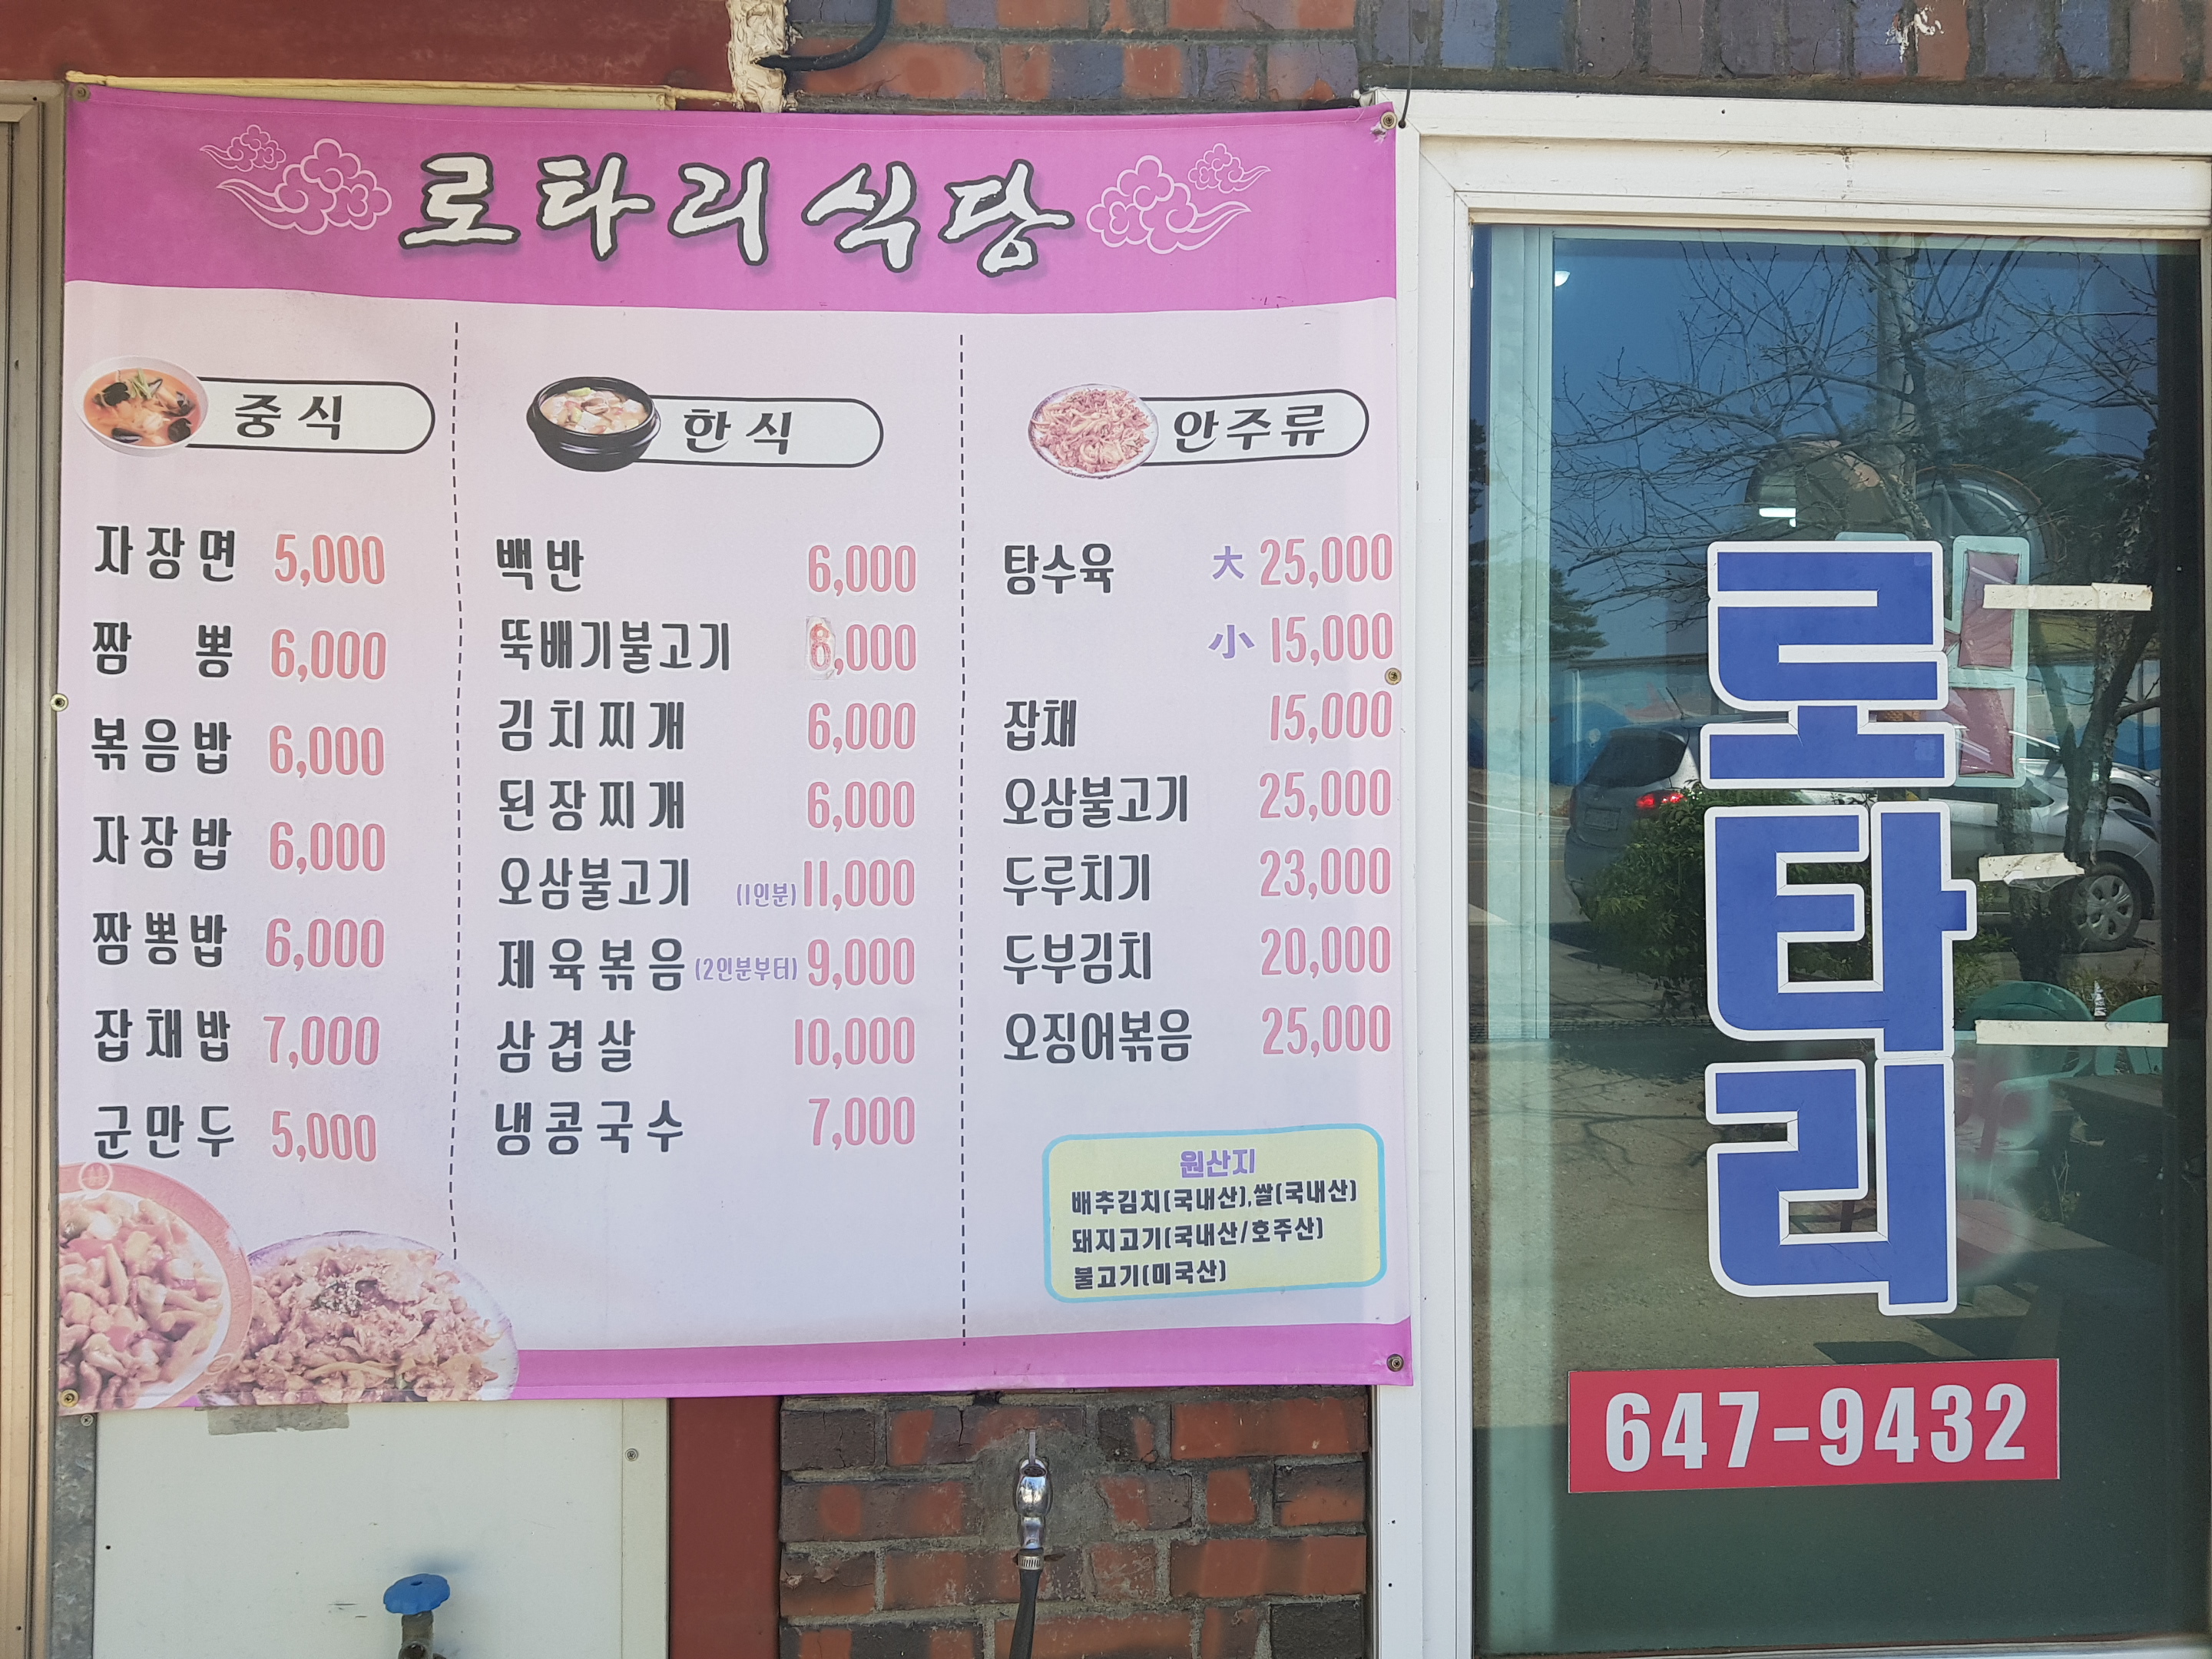 로타리식당
중식
자장면 5,000
짬뽕 6,000
볶음밥 6,000
자장밥 6,000
짬뽕밥 6,000
잡채밥 7,000
군만두 5,000
한식
백반 6,000
뚝배기불고기 8,000
김치찌개 6,000
된장찌개 6,000
오삼불고기 (1인분) 11,000
제육볶음 (2인분부터) 9,000
삼겹살 10,000
냉콩국수 7,000
안주류
탕수육 大 25,000
小 15,000
잡채 15,000
오삼불고기 25,000
두루치기 23,000
두부김치 20,000
오징어볶음 25,000
원산지
배추김치(국내산),쌀(국내산)
돼지고기(국내산/호주산)
불고기(미국산)
로타리
647-9432